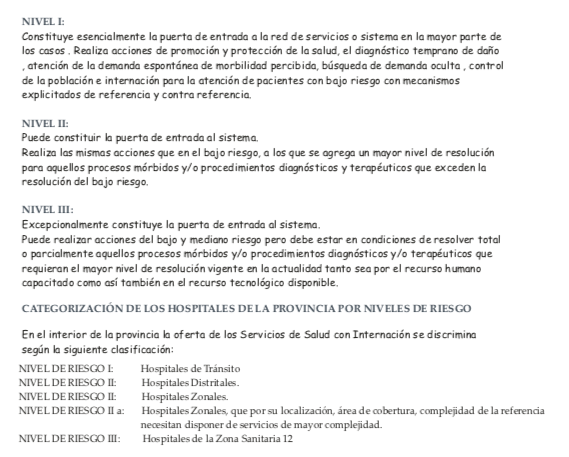 NIVEL I:
Constituye esencialmente la puerta de entrada a la red de servicios o sistema en la mayor parte de
los casos . Realiza acciones de promoción y protección de la salud, el diagnóstico temprano de daño
, atención de la demanda espontánea de morbilidad percibida, búsqueda de demanda oculta , control
de la población e internación para la atención de pacientes con bajo riesgo con mecanismos
explicitados de referencia y contra referencia.
NIVEL II:
Puede constituir la puerta de entrada al sistema.
Realiza las mismas acciones que en el bajo riesgo, a los que se agrega un mayor nivel de resolución
para aquellos procesos mórbidos y/o procedimientos diagnósticos y terapéuticos que exceden la
resolución del bajo riesgo.
NIVEL III:
Excepcionalmente constituye la puerta de entrada al sistema.
Puede realizar acciones del bajo y mediano riesgo pero debe estar en condiciones de resolver total
o parcialmente aquellos procesos mórbidos y/o procedimientos diagnósticos y/o terapéuticos que
requieran el mayor nivel de resolución vigente en la actualidad tanto sea por el recurso humano
capacitado como así también en el recurso tecnológico disponible.
CATEGORIZACIÓN DE LOS HOSPITALES DE LA PROVINCIA POR NIVELES DE RIESGO
En el interior de la provincia la oferta de los Servicios de Salud con Internación se discrimina
según la siguiente clasificación:
NIVEL DE RIESGO I: Hospitales de Tránsito
NIVEL DE RIESGO II: Hospitales Distritales.
NIVEL DE RIESGO II: Hospitales Zonales.
NIVEL DE RIESGO II a: Hospitales Zonales, que por su localización, área de cobertura, complejidad de la referencia
necesitan disponer de servicios de mayor complejidad.
NIVEL DE RIESGO III: Hospitales de la Zona Sanitaria 12